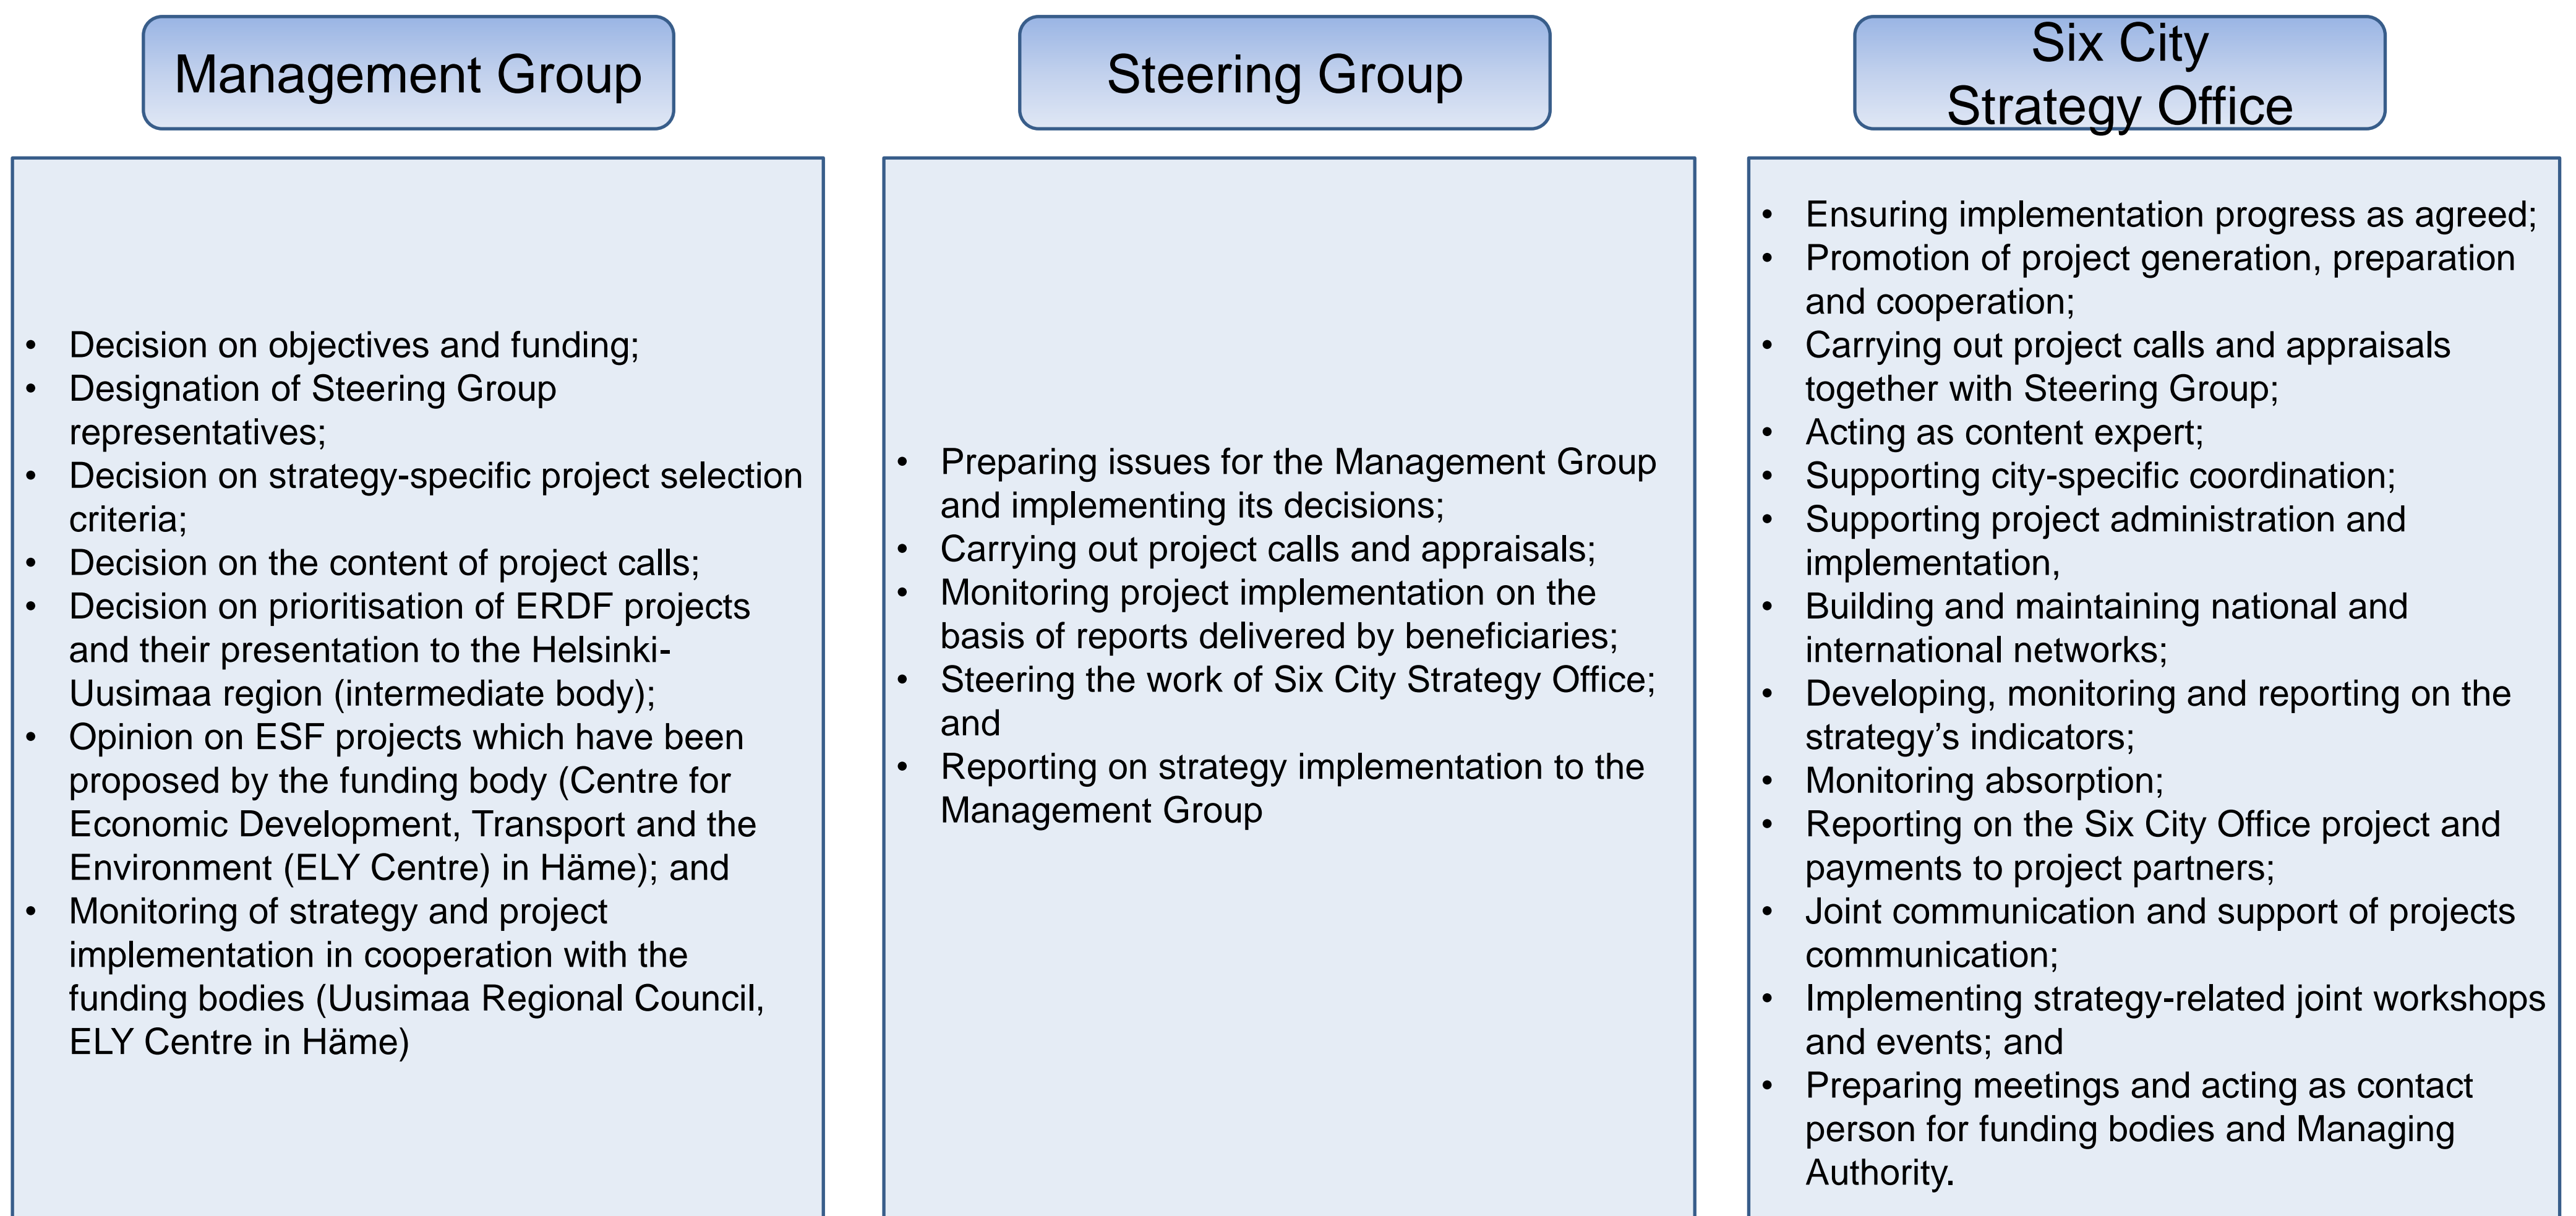 Management Group
• Decision on objectives and funding;
• Designation of Steering Group
representatives;
• Decision on strategy-specific project selection
criteria;
• Decision on the content of project calls;
• Decision on prioritisation of ERDF projects
and their presentation to the Helsinki-
Uusimaa region (intermediate body);
• Opinion on ESF projects which have been
proposed by the funding body (Centre for
Economic Development, Transport and the
Environment (ELY Centre) in Häme); and
• Monitoring of strategy and project
implementation in cooperation with the
funding bodies (Uusimaa Regional Council,
ELY Centre in Häme)
Steering Group
• Preparing issues for the Management Group
and implementing its decisions;
• Carrying out project calls and appraisals;
• Monitoring project implementation on the
basis of reports delivered by beneficiaries;
• Steering the work of Six City Strategy Office;
and
• Reporting on strategy implementation to the
Management Group
Six City
Strategy Office
• Ensuring implementation progress as agreed;
• Promotion of project generation, preparation
and cooperation;
• Carrying out project calls and appraisals
together with Steering Group;
• Acting as content expert;
• Supporting city-specific coordination;
• Supporting project administration and
implementation,
• Building and maintaining national and
international networks;
• Developing, monitoring and reporting on the
strategy’s indicators;
• Monitoring absorption;
• Reporting on the Six City Office project and
payments to project partners;
• Joint communication and support of projects
communication;
• Implementing strategy-related joint workshops
and events; and
• Preparing meetings and acting as contact
person for funding bodies and Managing
Authority.